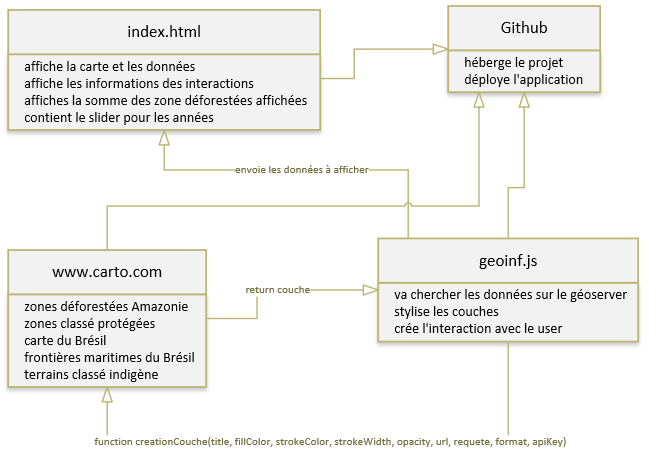 index.html
affiche la carte et les données
affiche les informations des interactions
affiches la somme des zone déforestées affichées
contient le slider pour les années
Github
héberge le projet
déploye l'application
envoie les données à afficher
www.carto.com
zones déforestées Amazonie
zones classé protégées
carte du Brésil
frontières maritimes du Brésil
terrains classé indigène
return couche
geoinf.js
va chercher les données sur le géoserver
stylise les couches
crée l'interaction avec le user
function creationCouche(title, fillColor, strokeColor, strokeWidth, opacity, url, requete, format, apiKey)